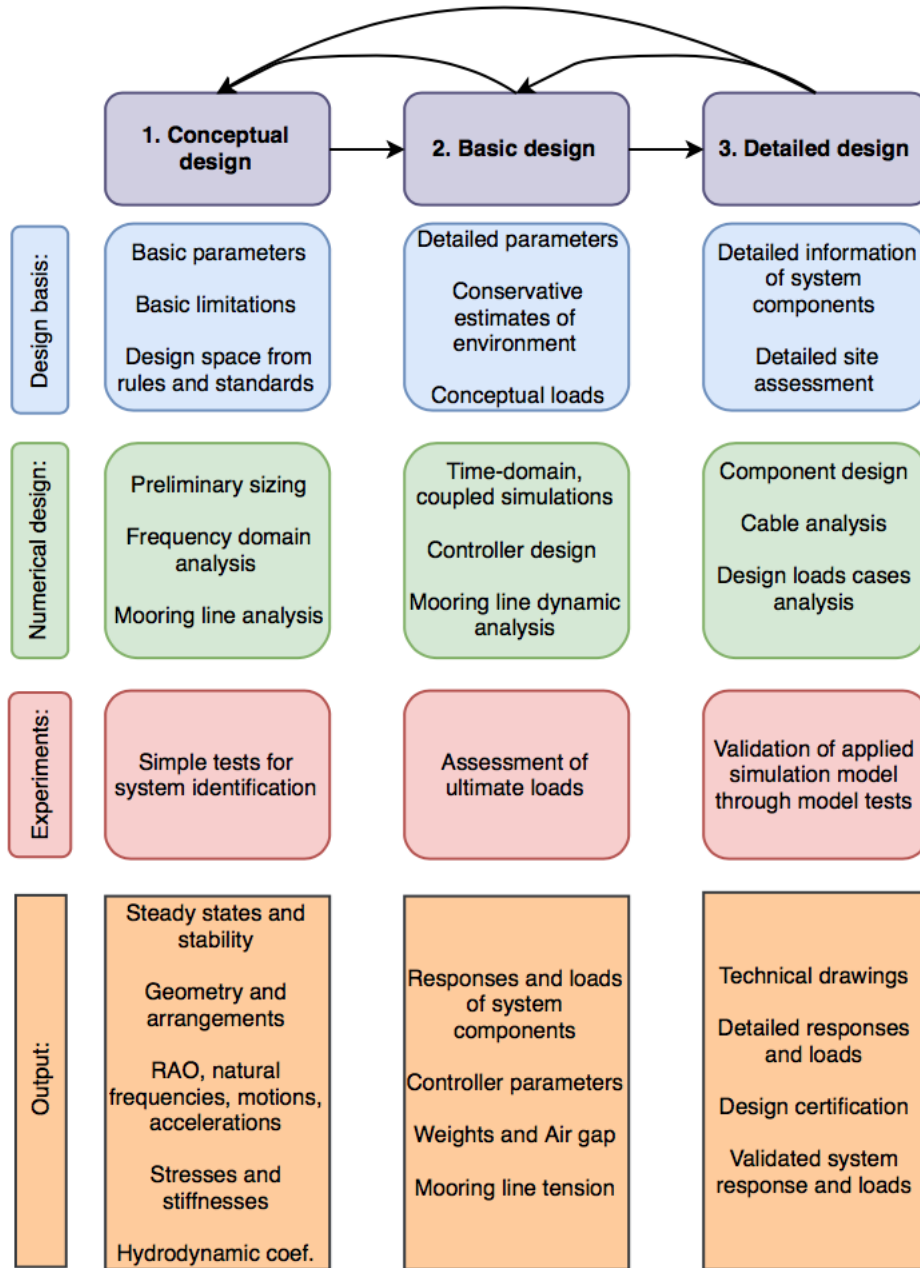 1. Conceptual
design
2. Basic design
3. Detailed design
Design basis:
Basic parameters
Basic limitations
Design space from
rules and standards
Detailed parameters
Conservative
estimates of
environment
Conceptual loads
Detailed information
of system
components
Detailed site
assessment
Numerical design:
Preliminary sizing
Frequency domain
analysis
Mooring line analysis
Time-domain,
coupled simulations
Controller design
Mooring line dynamic
analysis
Component design
Cable analysis
Design loads cases
analysis
Experiments:
Simple tests for
system identification
Assessment of
ultimate loads
Validation of applied
simulation model
through model tests
Output:
Steady states and
stability
Geometry and
arrangements
RAO, natural
frequencies, motions,
accelerations
Stresses and
stiffnesses
Hydrodynamic coef.
Responses and loads
of system
components
Controller parameters
Weights and Air gap
Mooring line tension
Technical drawings
Detailed responses
and loads
Design certification
Validated system
response and loads